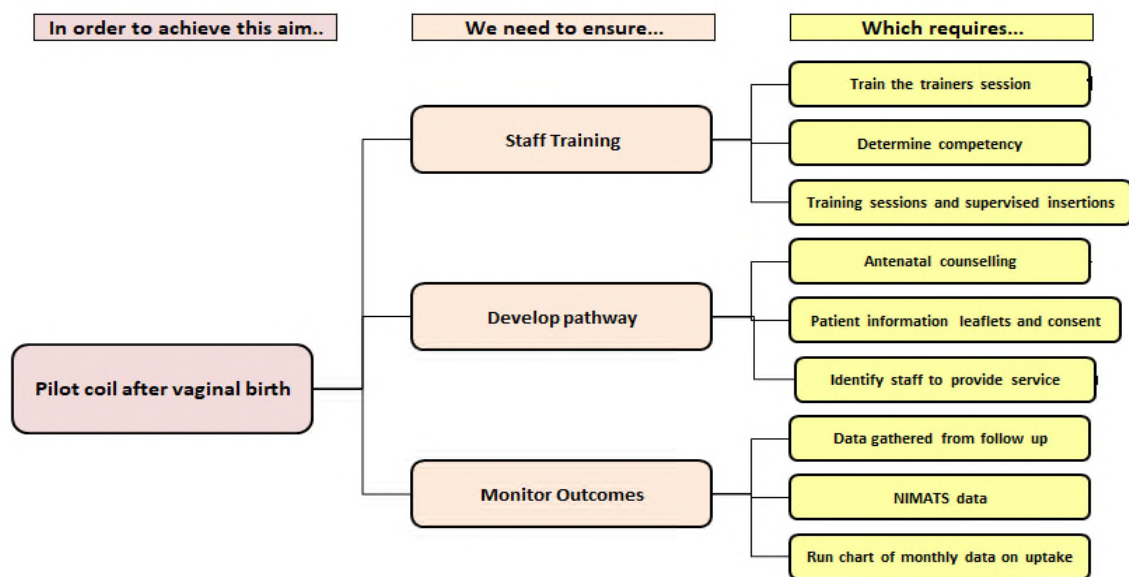 In order to achieve this aim..
We need to ensure...
Which requires...
Pilot coil after vaginal birth
Staff Training
Train the trainers session
Determine competency
Training sessions and supervised insertions
Develop pathway
Antenatal counselling
Patient information leaflets and consent
Identify staff to provide service
Monitor Outcomes
Data gathered from follow up
NIMATS data
Run chart of monthly data on uptake